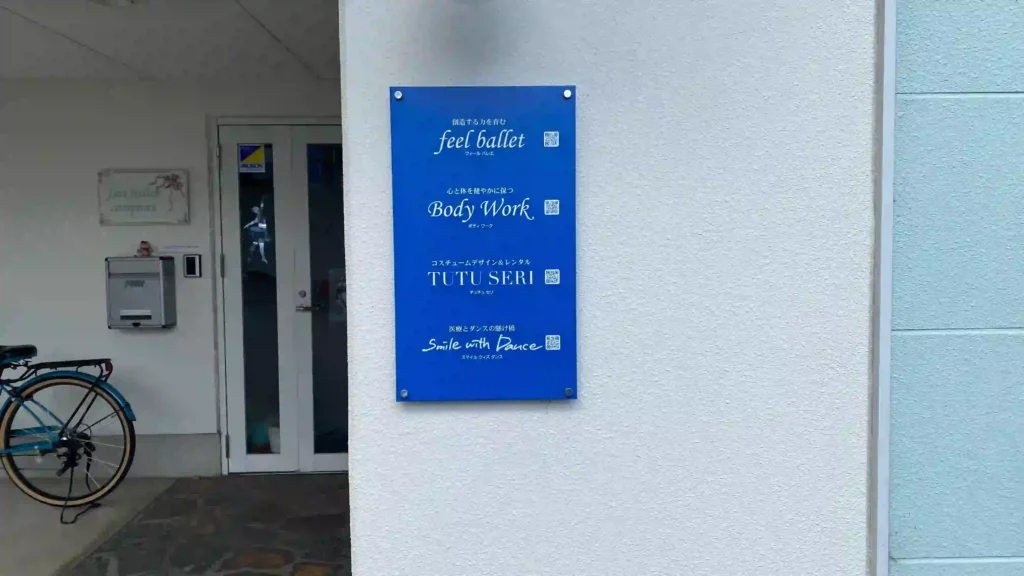 創造する力を育む
feel ballet
フィール バレエ
心と体を健やかに保つ
Body Work
ボディ ワーク
コスチュームデザイン&レンタル
TUTU SERI
チュチュ セリ
医療とダンスの懸け橋
Smile with Dance
スマイル ウィズ ダンス